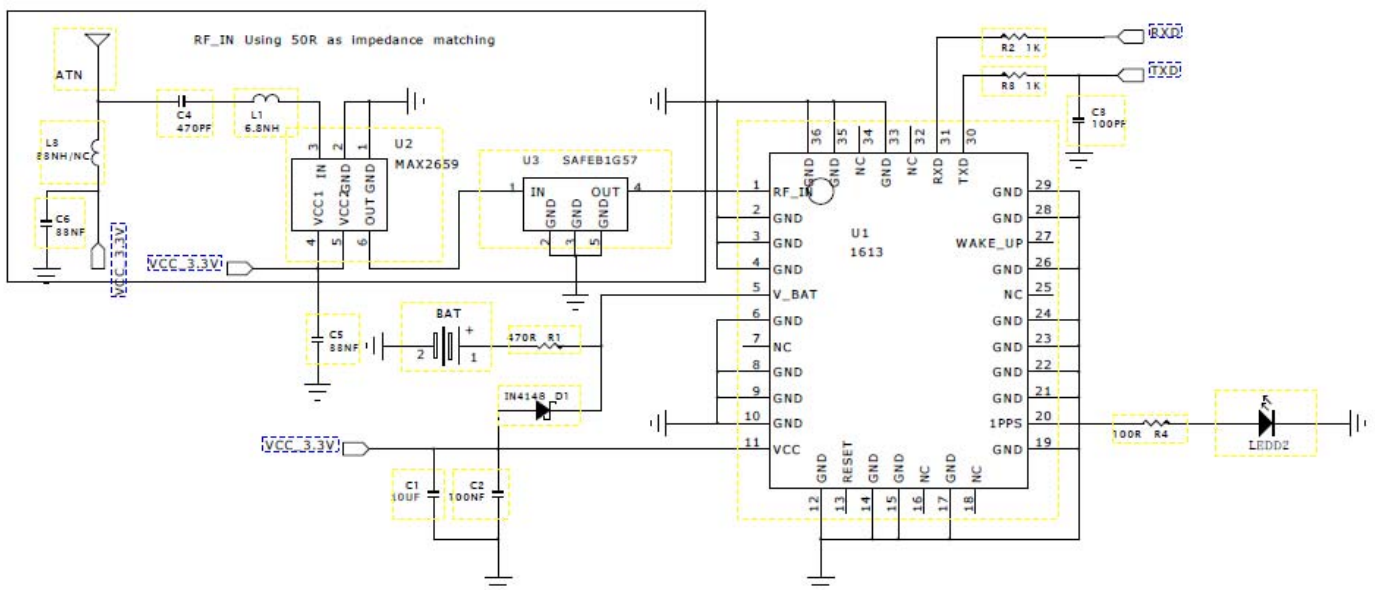 RF_IN Using 50R as impedance matching
ATN
C4
470PF
L1
6.8NH
L3
88NH/NC
C6
88NF
VCC_3.3V
VCC_3.3V
U2
MAX2659
3 2 1
IN GND GND
VCC1 VCC2 OUT
4 5 6
U3 SAFEB1G57
1 IN OUT 4
GND GND GND
2 3 5
C5
88NF
BAT
2 + 1
470R R1
IN4148 D1
VCC_3.3V
C1
10UF
C2
100NF
R2 1K
RXD
R8 1K
TXD
C3
100PF
36 35 34 33 32 31 30
GND GND NC GND NC RXD TXD
U1
1613
1 RF_IN
2 GND
3 GND
4 GND
5 V_BAT
6 GND
7 NC
8 GND
9 GND
10 GND
11 VCC
GND RESET GND GND NC GND NC
12 13 14 15 16 17 18
GND 29
GND 28
WAKE_UP 27
GND 26
NC 25
GND 24
GND 23
GND 22
GND 21
1PPS 20
GND 19
100R R4
LEDD2